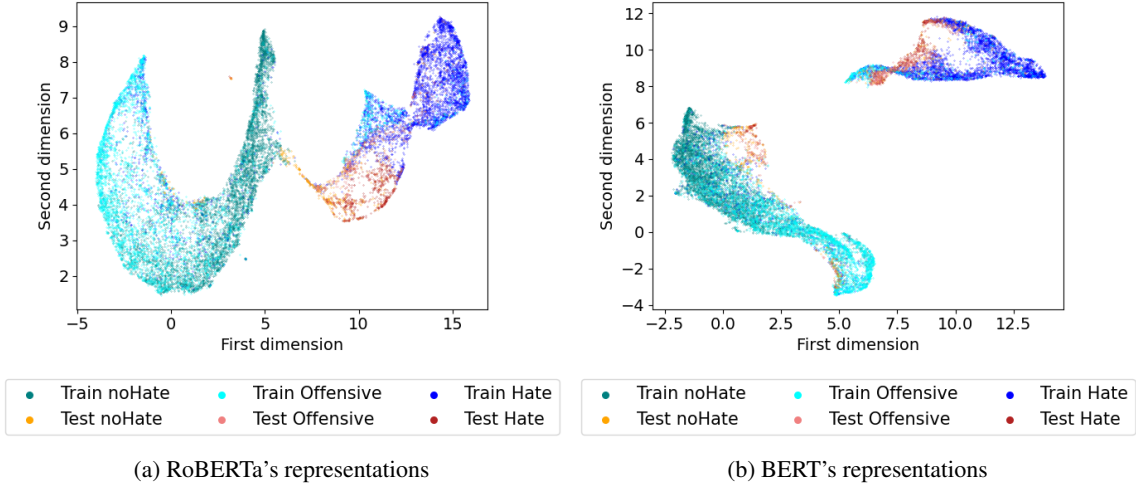 9
8
7
6
5
4
3
2
Second dimension
−5 0 5 10 15
First dimension
12
10
8
6
4
2
0
−2
−4
Second dimension
−2.5 0.0 2.5 5.0 7.5 10.0 12.5
First dimension
Train noHate Train Offensive Train Hate
Test noHate Test Offensive Test Hate
Train noHate Train Offensive Train Hate
Test noHate Test Offensive Test Hate
(a) RoBERTa’s representations
(b) BERT’s representations